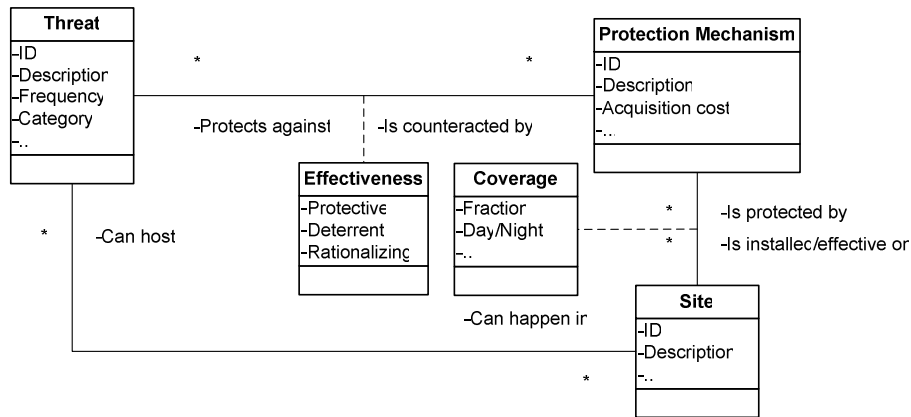 Threat
-ID
-Description
-Frequency
-Category
-..
*
*
Protection Mechanism
-ID
-Description
-Acquisition cost
-...
-Protects against
-Is counteracted by
Effectiveness
-Protective
-Deterrent
-Rationalizing
Coverage
-Fraction
-Day/Night
-..
*
-Can host
*
-Is protected by
*
-Is installed/effective on
-Can happen in
Site
-ID
-Description
-..
*